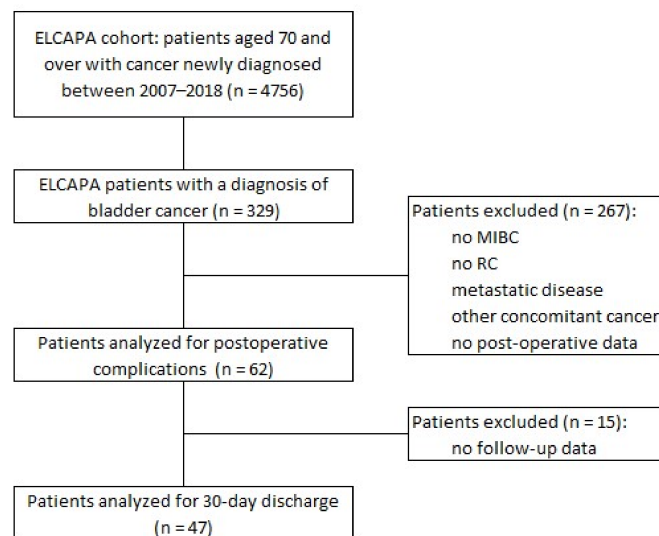 ELCAPA cohort: patients aged 70 and
over with cancer newly diagnosed
between 2007–2018 (n = 4756)
ELCAPA patients with a diagnosis of
bladder cancer (n = 329)
Patients excluded (n = 267):
no MIBC
no RC
metastatic disease
other concomitant cancer
no post-operative data
Patients analyzed for postoperative
complications (n = 62)
Patients excluded (n = 15):
no follow-up data
Patients analyzed for 30-day discharge
(n = 47)